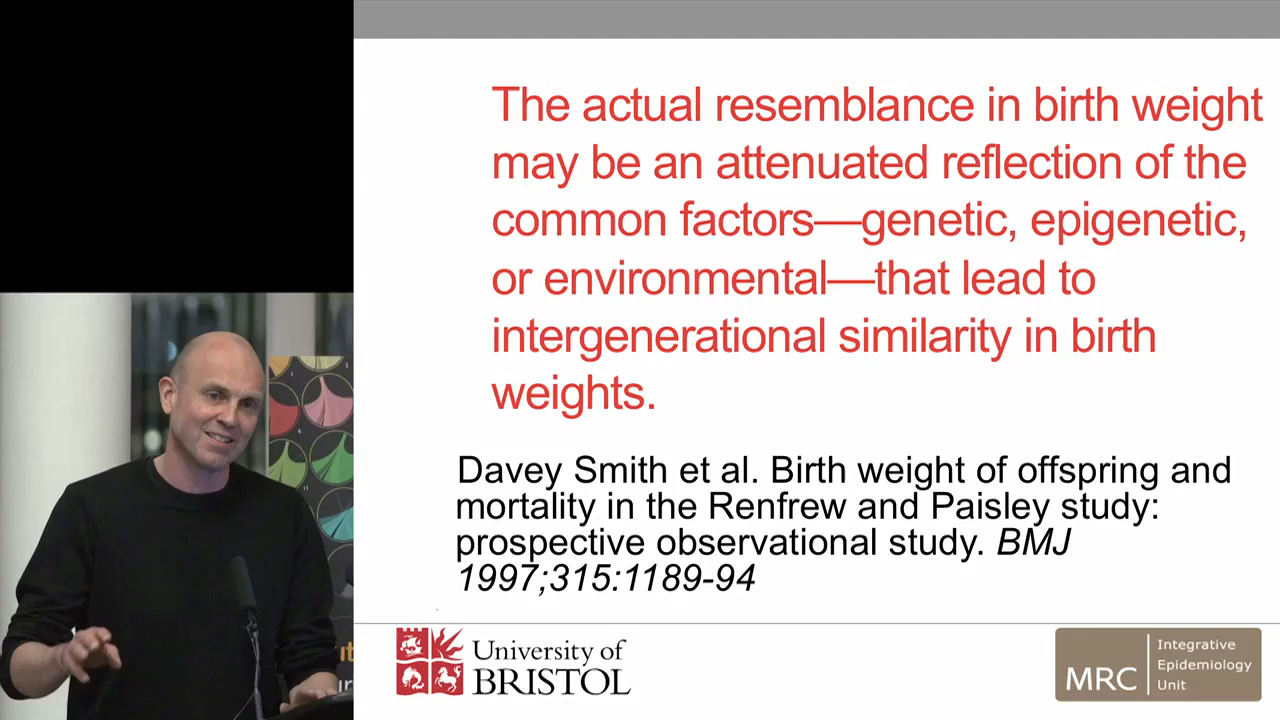 The actual resemblance in birth weight
may be an attenuated reflection of the
common factors—genetic, epigenetic,
or environmental—that lead to
intergenerational similarity in birth
weights.
Davey Smith et al. Birth weight of offspring and
mortality in the Renfrew and Paisley study:
prospective observational study. BMJ
1997;315:1189-94
University of
BRISTOL
MRC
Integrative
Epidemiology
Unit